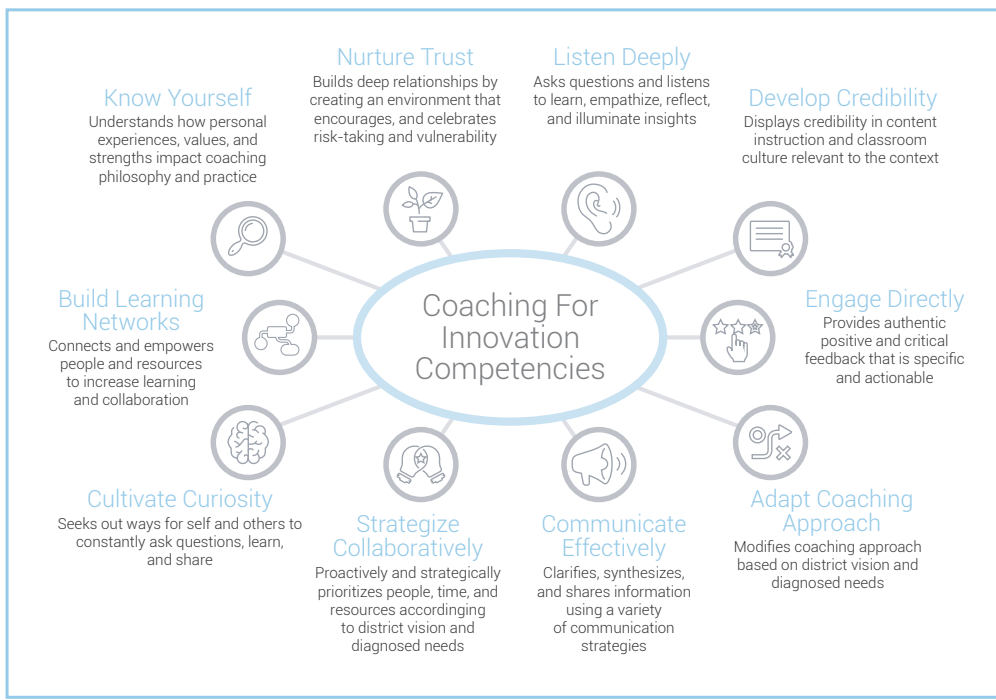 Coaching For
Innovation
Competencies
Know Yourself
Understands how personal
experiences, values, and
strengths impact coaching
philosophy and practice
Nurture Trust
Builds deep relationships by
creating an environment that
encourages, and celebrates
risk-taking and vulnerability
Listen Deeply
Asks questions and listens
to learn, empathize, reflect,
and illuminate insights
Develop Credibility
Displays credibility in content
instruction and classroom
culture relevant to the context
Build Learning
Networks
Connects and empowers
people and resources
to increase learning
and collaboration
Engage Directly
Provides authentic
positive and critical
feedback that is specific
and actionable
Cultivate Curiosity
Seeks out ways for self and others to
constantly ask questions, learn,
and share
Strategize
Collaboratively
Proactively and strategically
prioritizes people, time, and
resources accordinging
to district vision and
diagnosed needs
Communicate
Effectively
Clarifies, synthesizes,
and shares information
using a variety
of communication
strategies
Adapt Coaching
Approach
Modifies coaching approach
based on district vision and
diagnosed needs